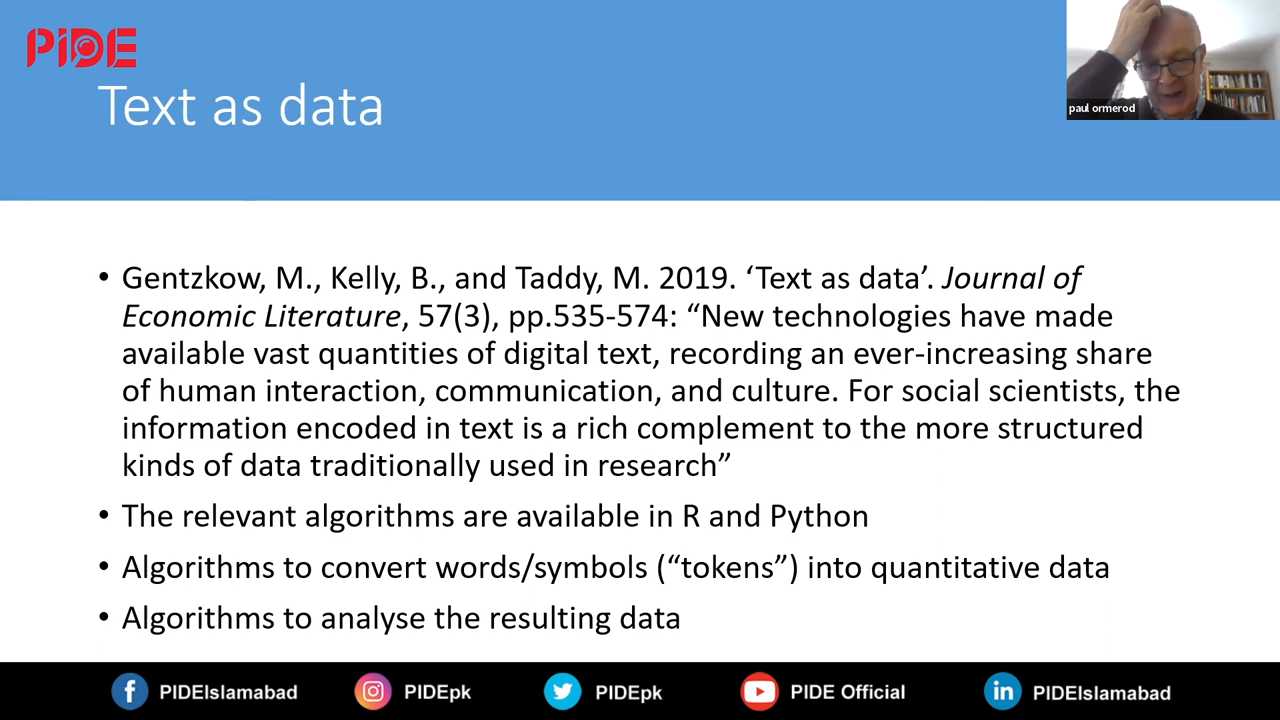 PIDE
Text as data
paul ormerod
• Gentzkow, M., Kelly, B., and Taddy, M. 2019. ‘Text as data’. Journal of
Economic Literature, 57(3), pp.535-574: “New technologies have made
available vast quantities of digital text, recording an ever-increasing share
of human interaction, communication, and culture. For social scientists, the
information encoded in text is a rich complement to the more structured
kinds of data traditionally used in research”
• The relevant algorithms are available in R and Python
• Algorithms to convert words/symbols (“tokens”) into quantitative data
• Algorithms to analyse the resulting data
PIDEIslamabad PIDEpk PIDEpk PIDE Official PIDEIslamabad